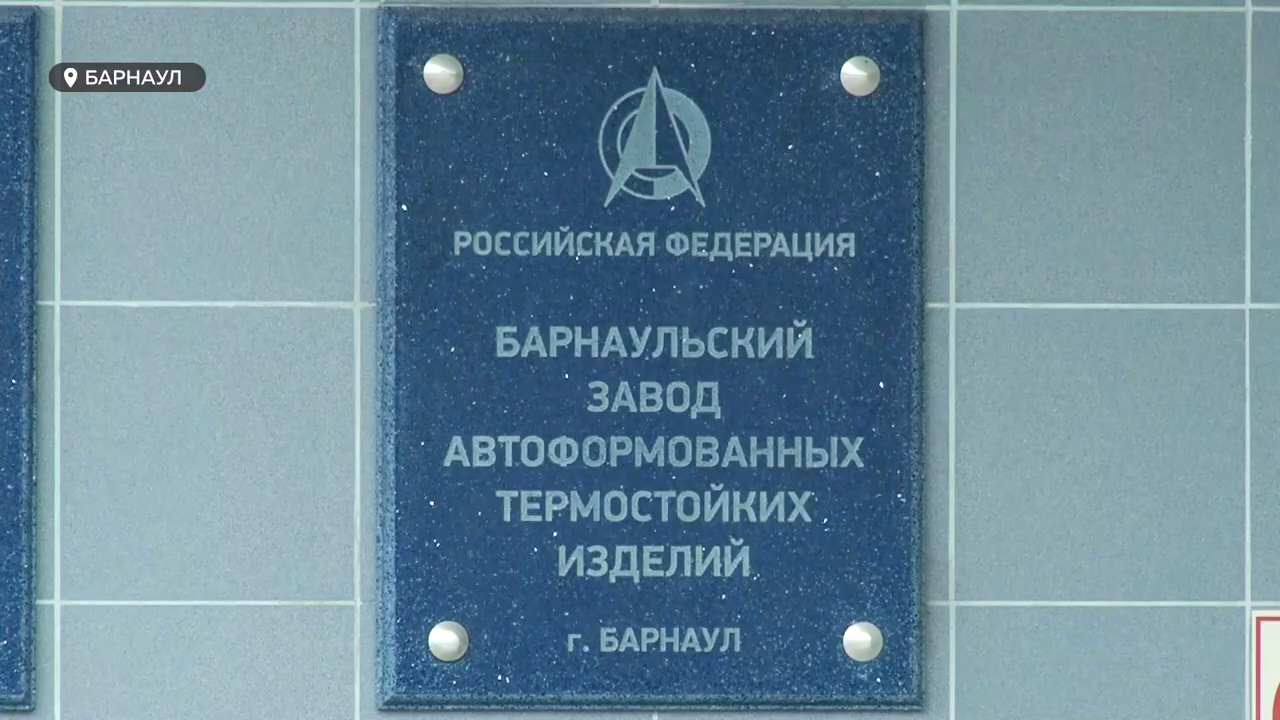 БАРНАУЛ
РОССИЙСКАЯ ФЕДЕРАЦИЯ
БАРНАУЛЬСКИЙ
ЗАВОД
АВТОФОРМОВАННЫХ
ТЕРМОСТОЙКИХ
ИЗДЕЛИЙ
г. БАРНАУЛ